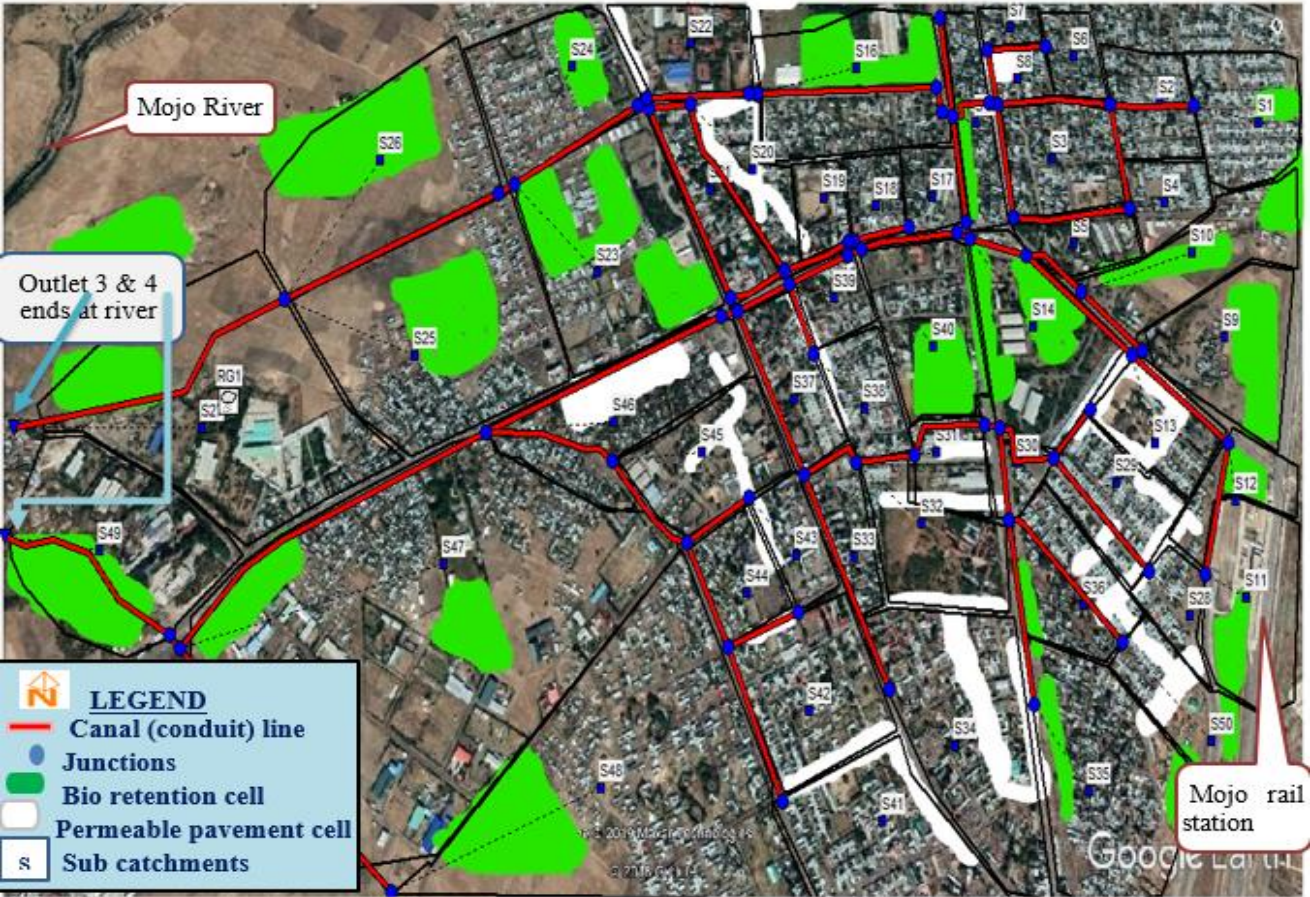 S7
S22
S6
S24
S16
S8
S2
S1
Mojo River
S3
S26
S20
S19
S18
S17
S4
S5
S10
S23
Outlet 3 & 4
ends at river
S39
S14
S9
S40
S25
RG1
S37
S38
S46
S21
S13
S45
S31
S30
S29
S12
S32
S49
S47
S43
S33
S44
S36
S28
S11
LEGEND
Canal (conduit) line
Junctions
Bio retention cell
Permeable pavement cell
S Sub catchments
S42
S34
S50
S48
S35
S41
Mojo rail
station
Google Earth